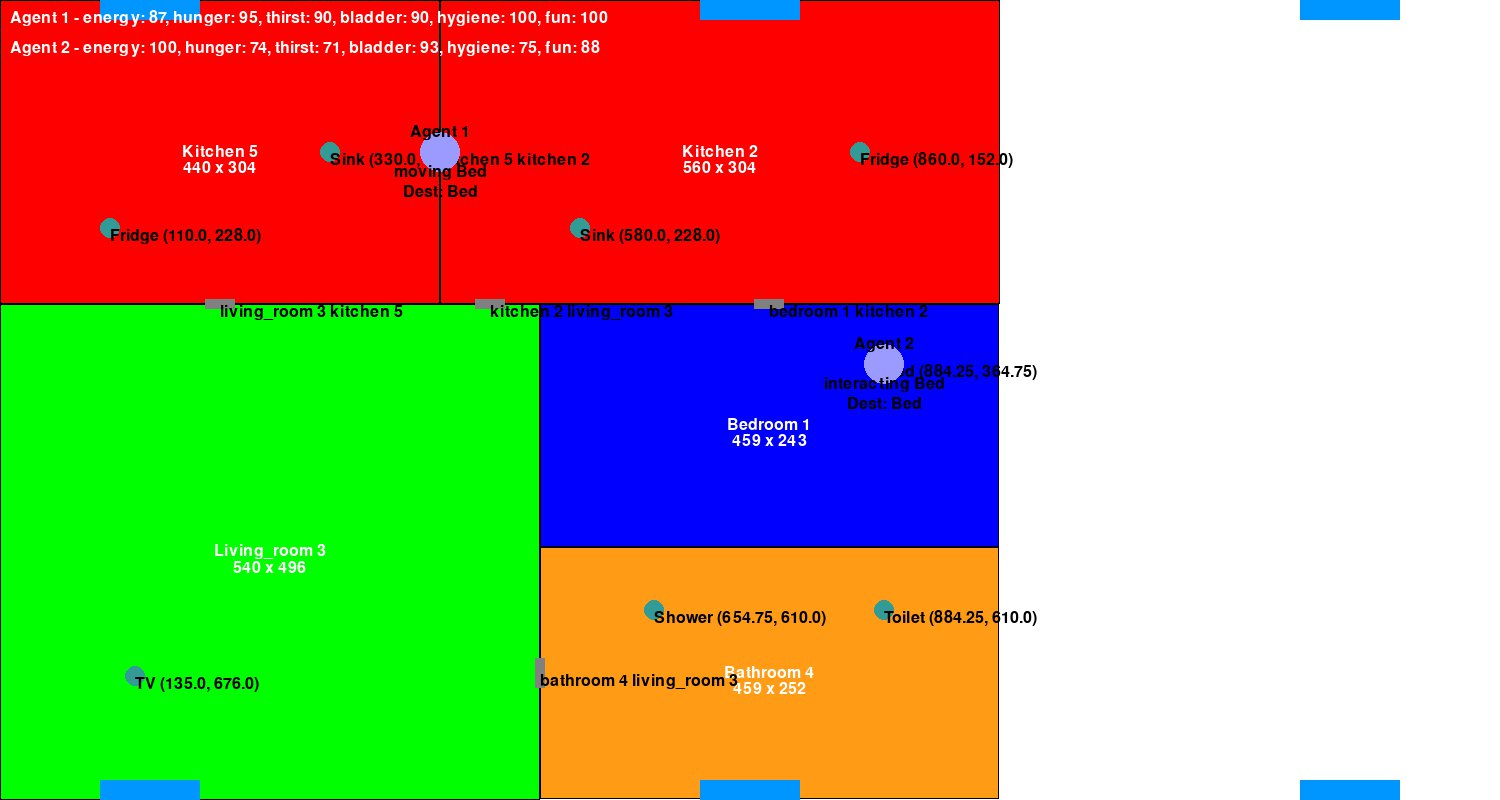 Agent 1 - energy: 87, hunger: 95, thirst: 90, bladder: 90, hygiene: 100, fun: 100
Agent 2 - energy: 100, hunger: 74, thirst: 71, bladder: 93, hygiene: 75, fun: 88
Agent 1
Kitchen 5
440 x 304
Sink (330.0,
chen 5 kitchen 2
moving Bed
Dest: Bed
Kitchen 2
560 x 304
Fridge (860.0, 152.0)
Fridge (110.0, 228.0)
Sink (580.0, 228.0)
living_room 3 kitchen 5
kitchen 2 living_room 3
bedroom 1 kitchen 2
Agent 2
d (884.25, 364.75)
interacting Bed
Dest: Bed
Bedroom 1
459 x 243
Living_room 3
540 x 496
Shower (654.75, 610.0)
Toilet (884.25, 610.0)
TV (135.0, 676.0)
Bathroom 4
459 x 252
bathroom 4 living_room 3